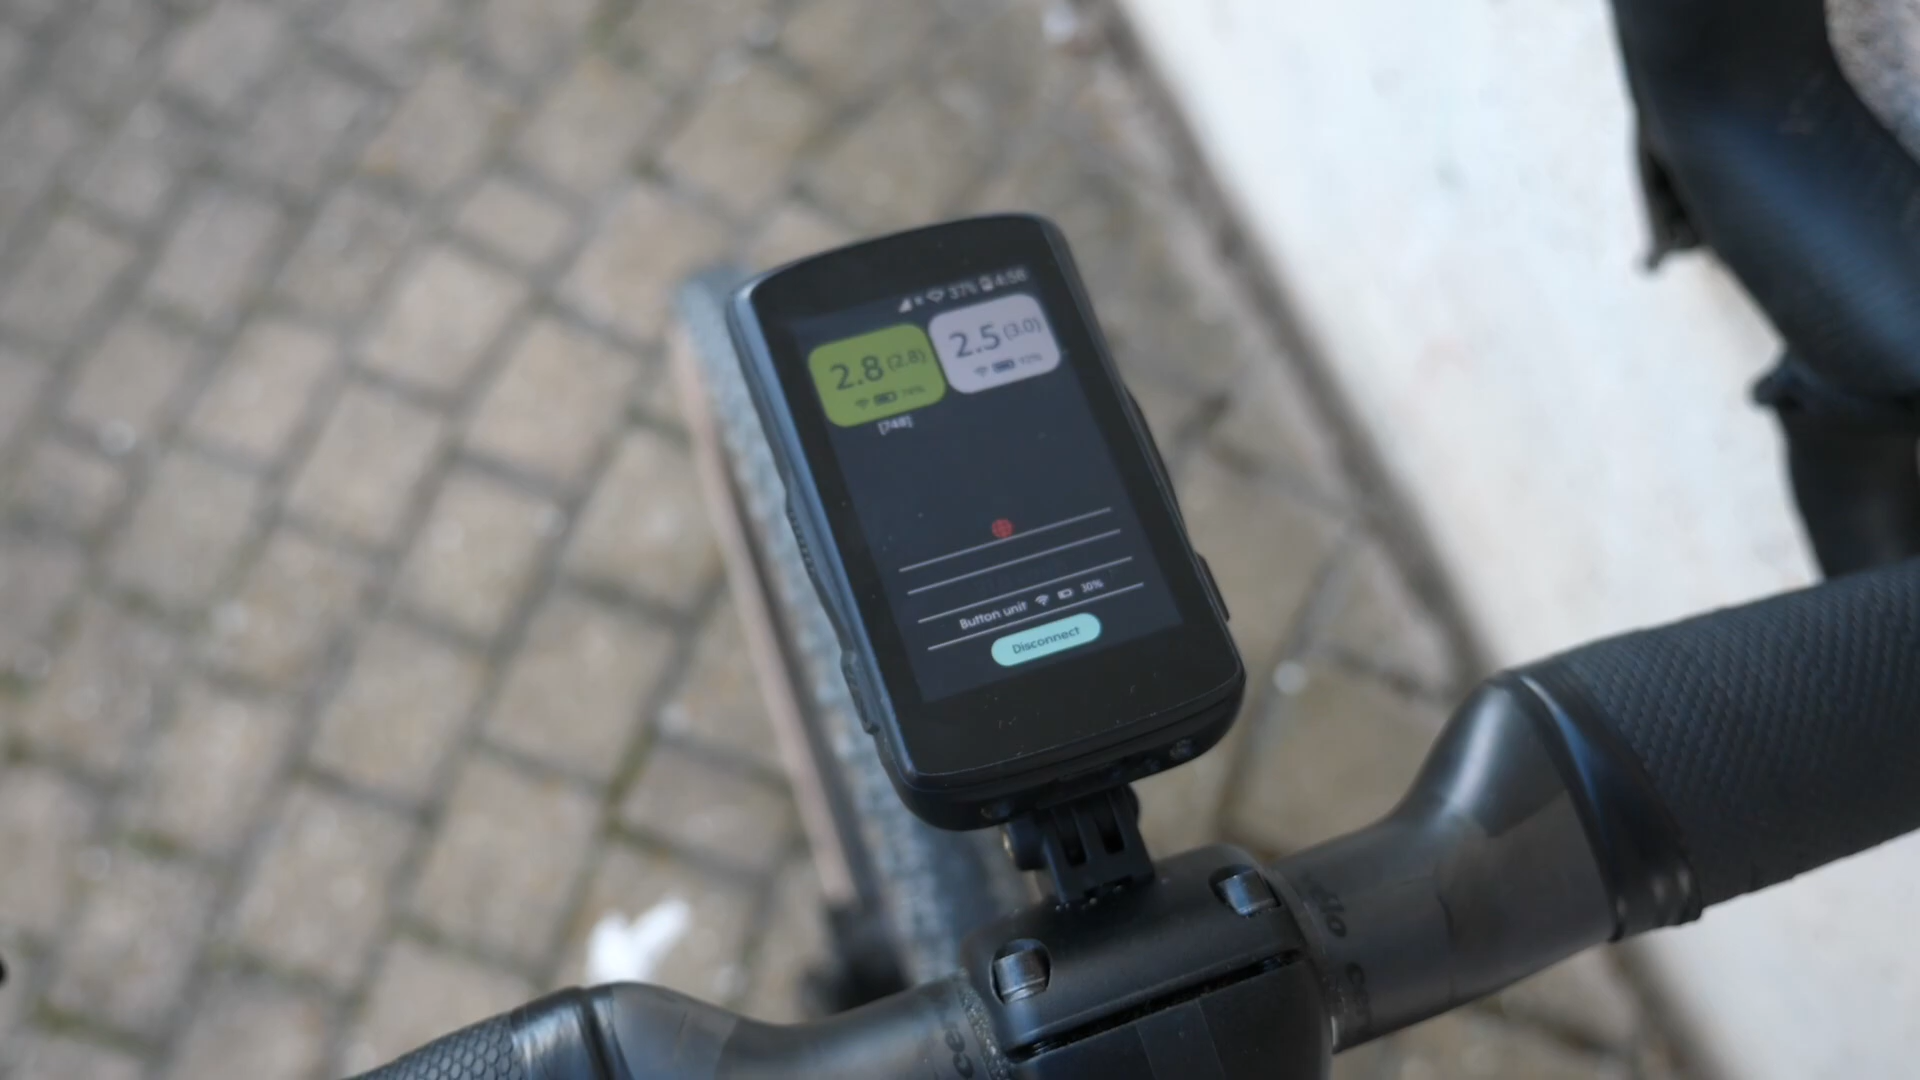 37% 4:58
2.8 (2.8)
2.5 (3.0)
[748]
Button unit 30%
Disconnect